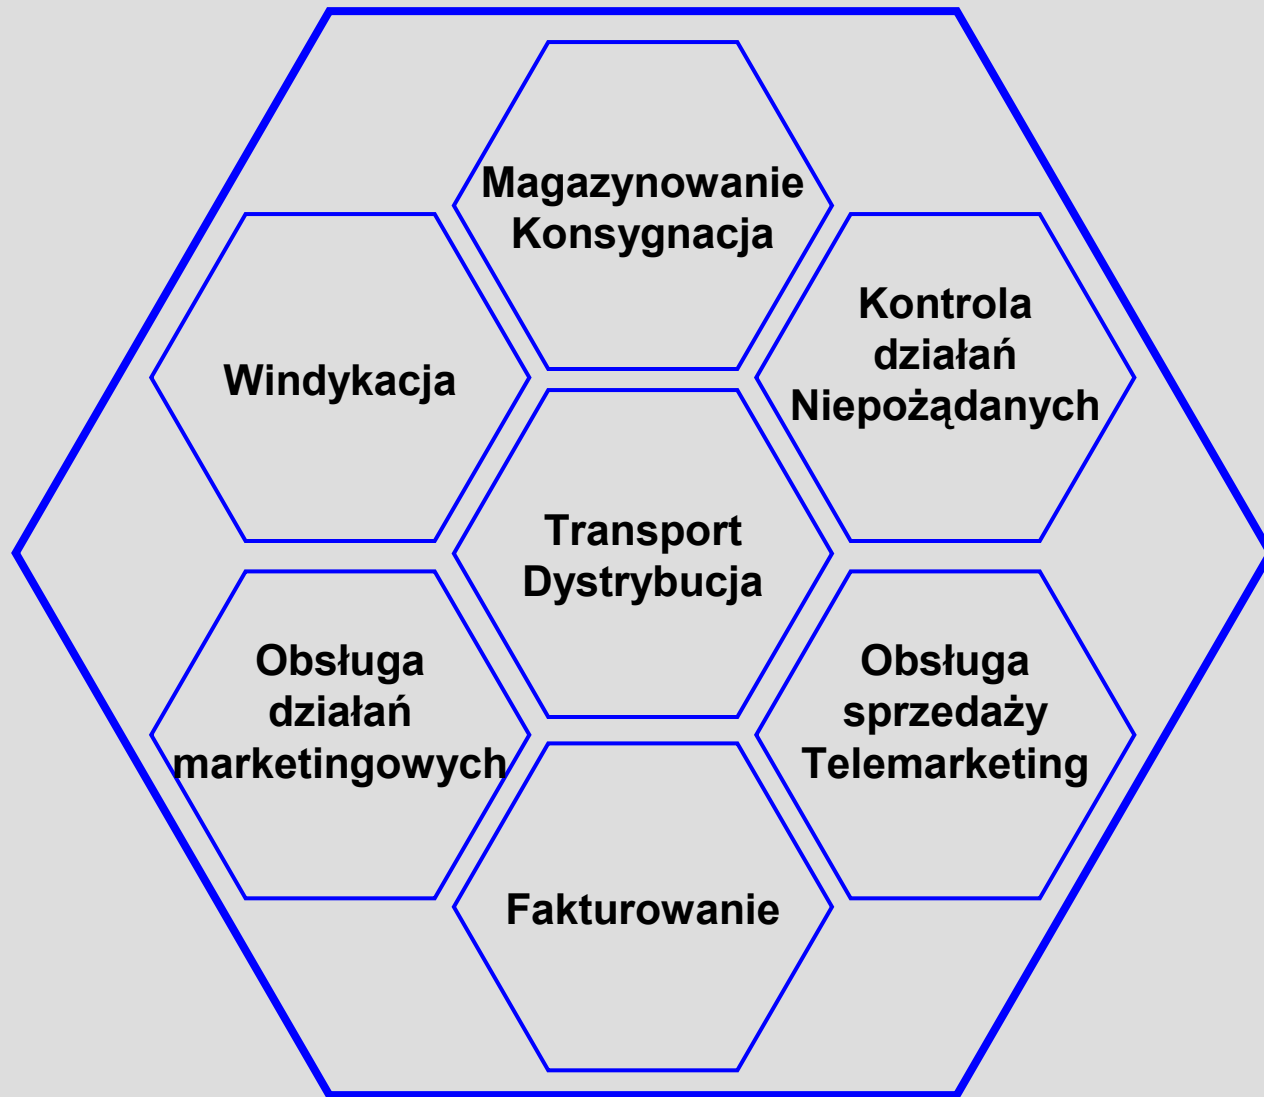 Magazynowanie
Konsygnacja
Kontrola
działań
Niepożądanych
Windykacja
Transport
Dystrybucja
Obsługa
działań
marketingowych
Obsługa
sprzedaży
Telemarketing
Fakturowanie